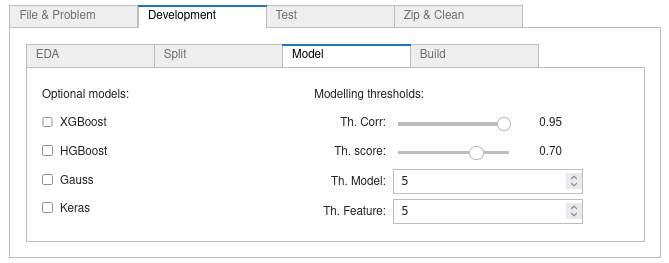 File & Problem Development Test Zip & Clean
EDA Split Model Build
Optional models: Modelling thresholds:
XGBoost Th. Corr: 0.95
HGBoost Th. score: 0.70
Gauss Th. Model: 5
Keras Th. Feature: 5